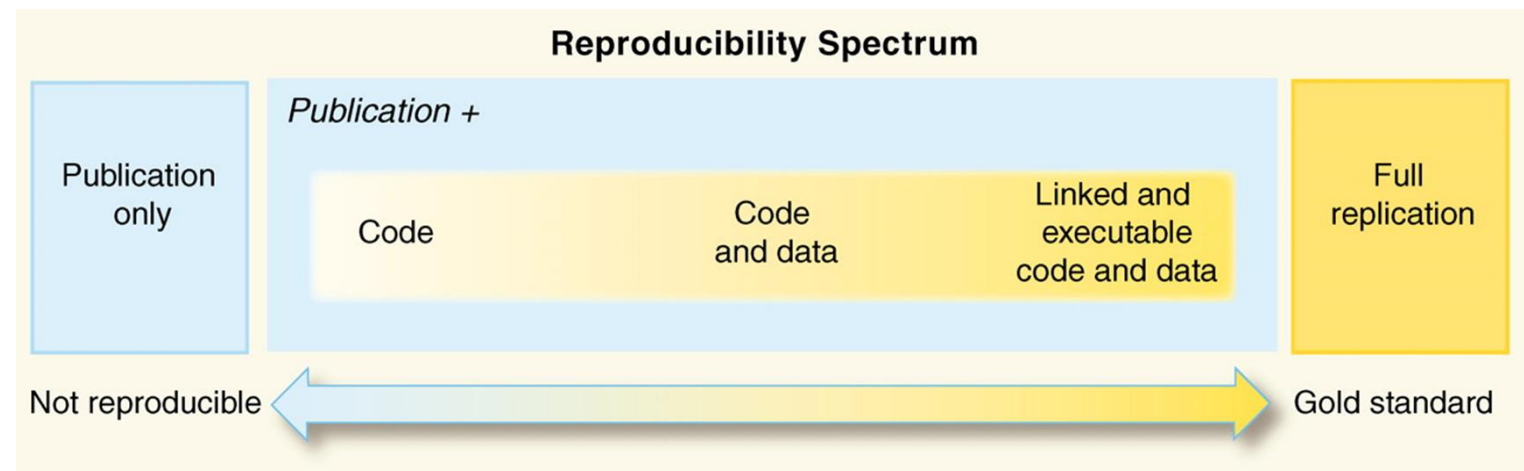 Reproducibility Spectrum
Publication
only
Publication +
Code
Code
and data
Linked and
executable
code and data
Full
replication
Not reproducible
Gold standard